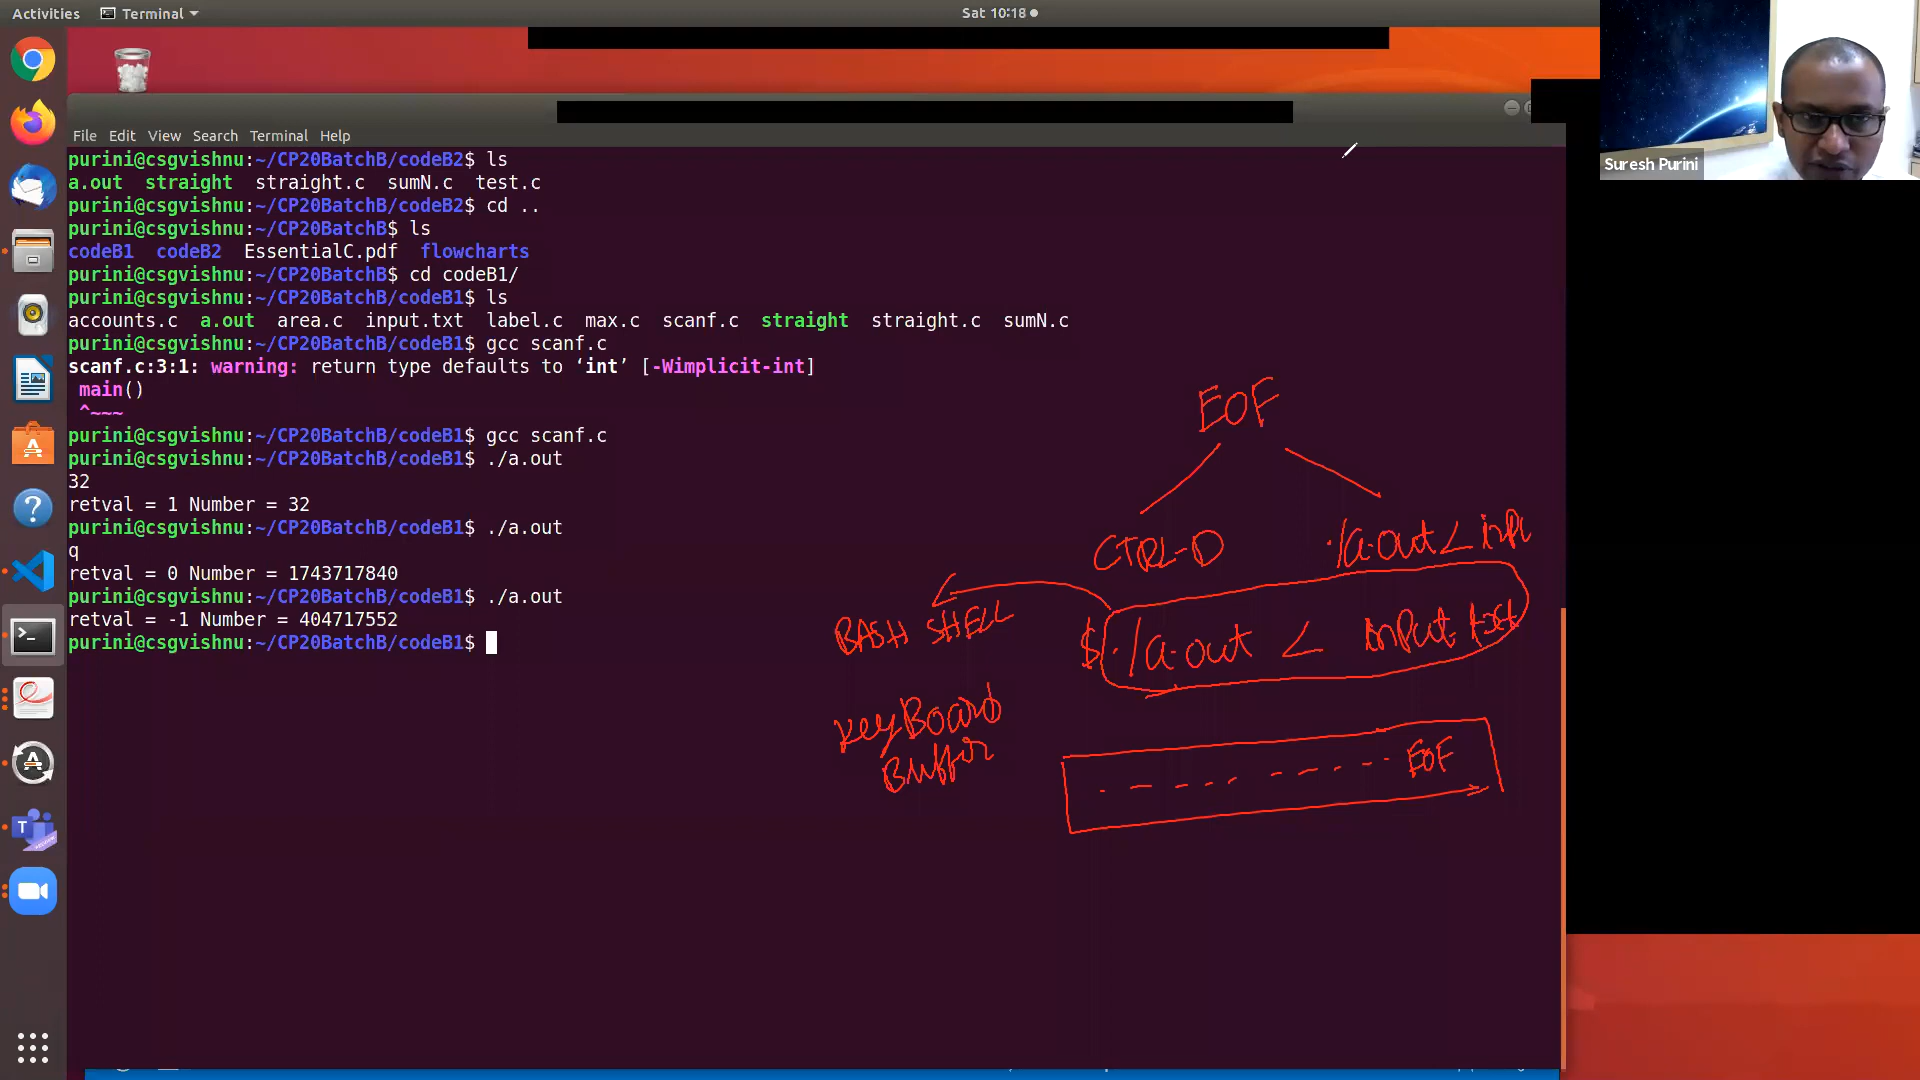 Activities Terminal Sat 10:18
Suresh Purini
File Edit View Search Terminal Help
purini@csgvishnu:~/CP20BatchB/codeB2$ ls
a.out straight straight.c sumN.c test.c
purini@csgvishnu:~/CP20BatchB/codeB2$ cd ..
purini@csgvishnu:~/CP20BatchB$ ls
codeB1 codeB2 EssentialC.pdf flowcharts
purini@csgvishnu:~/CP20BatchB$ cd codeB1/
purini@csgvishnu:~/CP20BatchB/codeB1$ ls
accounts.c a.out area.c input.txt label.c max.c scanf.c straight straight.c sumN.c
purini@csgvishnu:~/CP20BatchB/codeB1$ gcc scanf.c
scanf.c:3:1: warning: return type defaults to ‘int’ [-Wimplicit-int]
main()
^~~~
purini@csgvishnu:~/CP20BatchB/codeB1$ gcc scanf.c
purini@csgvishnu:~/CP20BatchB/codeB1$ ./a.out
32
retval = 1 Number = 32
purini@csgvishnu:~/CP20BatchB/codeB1$ ./a.out
q
retval = 0 Number = 1743717840
purini@csgvishnu:~/CP20BatchB/codeB1$ ./a.out
retval = -1 Number = 404717552
purini@csgvishnu:~/CP20BatchB/codeB1$
EOF
CTRL-D ./a.out <
BASH SHELL
$ ./a.out < input.txt
keyBoard
Buffer
EOF